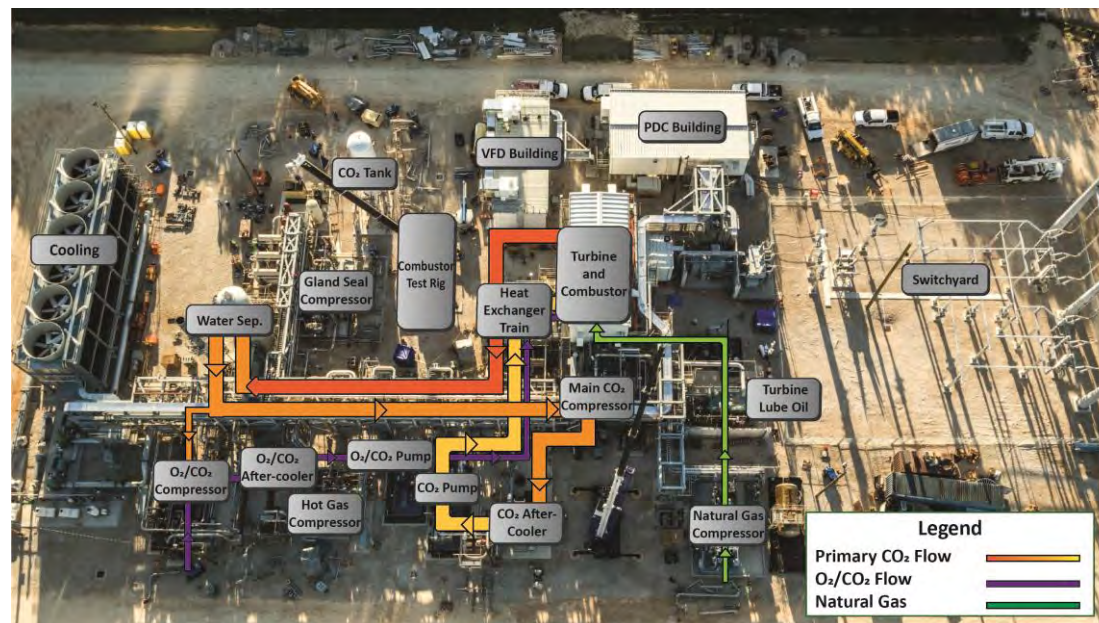 PDC Building
VFD Building
CO₂ Tank
Cooling
Combustor
Test Rig
Turbine
and
Combustor
Gland Seal
Compressor
Switchyard
Heat
Exchanger
Train
Water Sep.
Main CO₂
Compressor
Turbine
Lube Oil
O₂/CO₂ Pump
O₂/CO₂
After-cooler
O₂/CO₂
Compressor
CO₂ Pump
Hot Gas
Compressor
CO₂ After-
Cooler
Natural Gas
Compressor
Legend
Primary CO₂ Flow
O₂/CO₂ Flow
Natural Gas